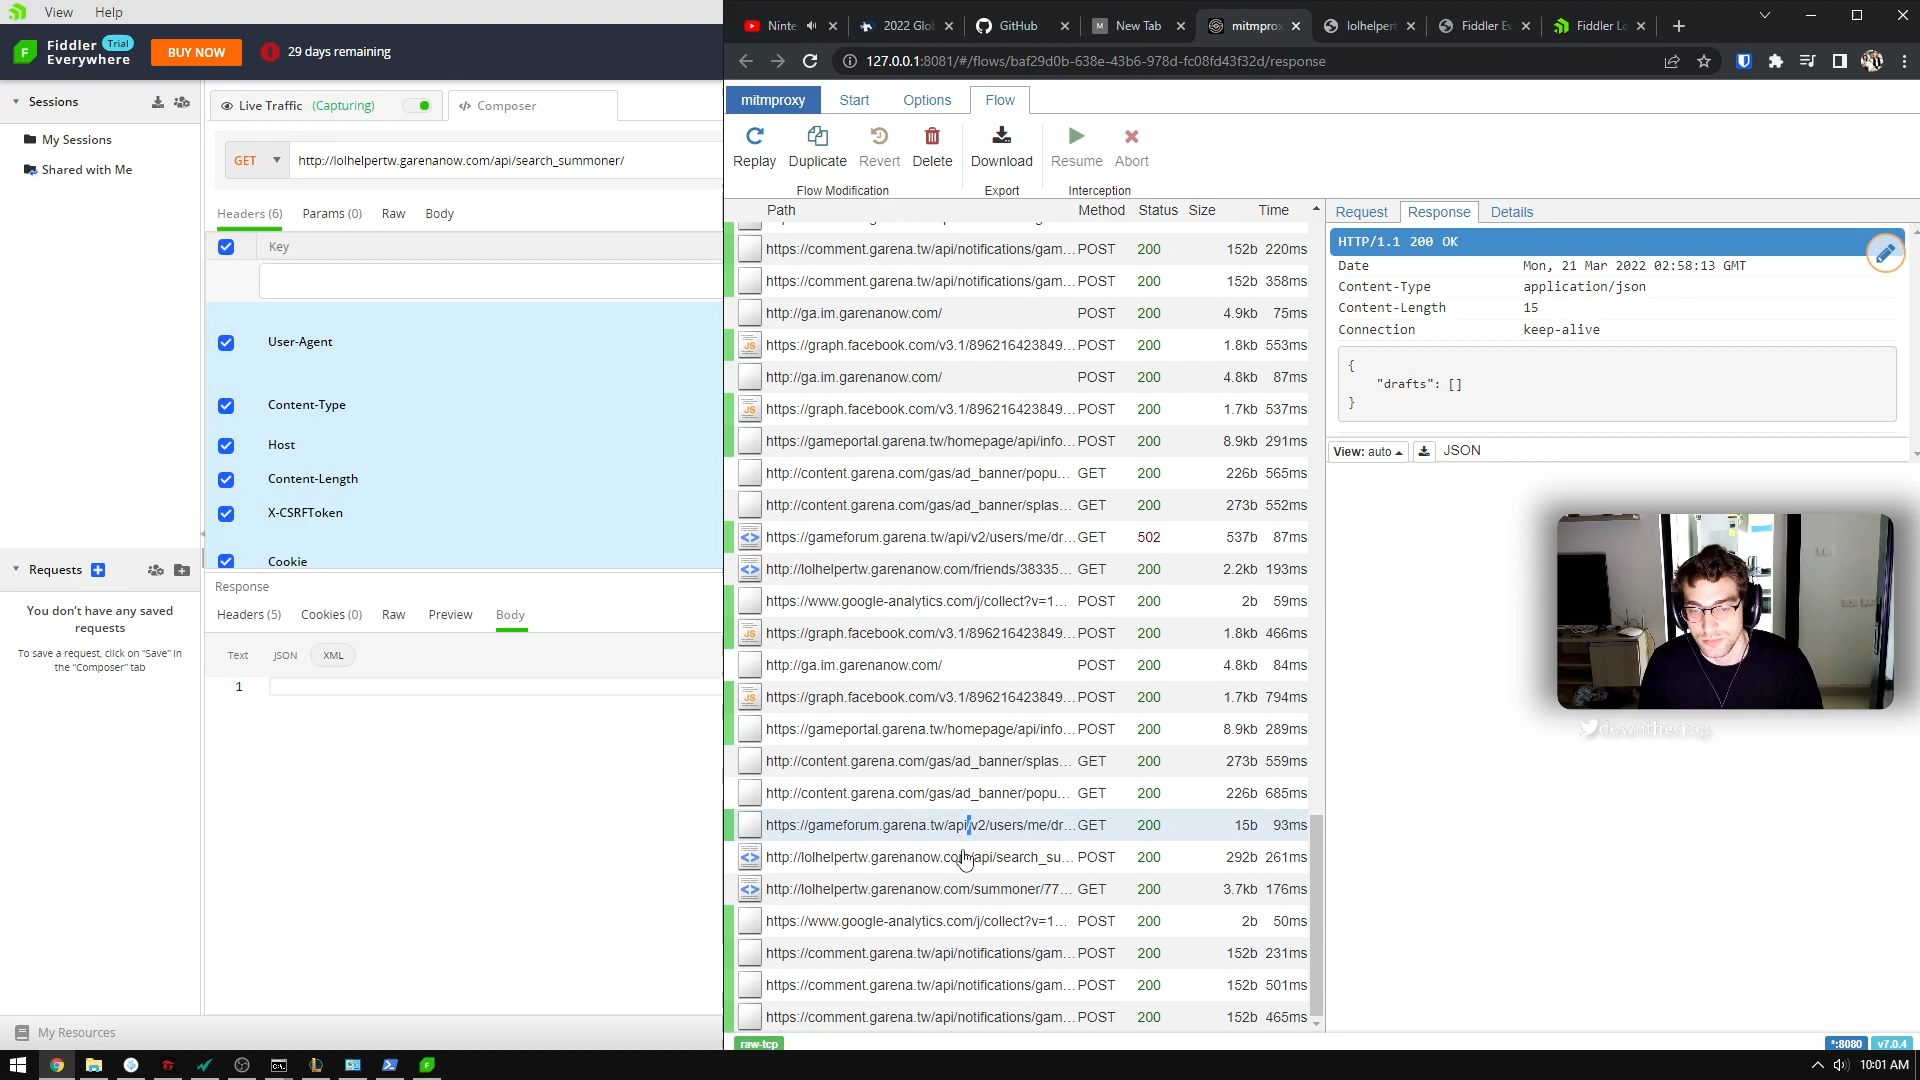 View Help
Fiddler Trial
Everywhere
BUY NOW
29 days remaining
Sessions
My Sessions
Shared with Me
Requests
You don't have any saved
requests
To save a request, click on "Save" in
the "Composer" tab
My Resources
Live Traffic (Capturing)
Composer
GET http://lolhelpertw.garenanow.com/api/search_summoner/
Headers (6) Params (0) Raw Body
Key
User-Agent
Content-Type
Host
Content-Length
X-CSRFToken
Cookie
Response
Headers (5) Cookies (0) Raw Preview Body
Text JSON XML
1
Ninte 2022 Glo GitHub New Tab mitmpro lolhelper Fiddler Ev Fiddler Lo
127.0.0.1:8081/#/flows/baf29d0b-638e-43b6-978d-fc08fd43f32d/response
mitmproxy Start Options Flow
Replay Duplicate Revert Delete Download Resume Abort
Flow Modification Export Interception
Path Method Status Size Time
https://comment.garena.tw/api/notifications/gam... POST 200 152b 220ms
https://comment.garena.tw/api/notifications/gam... POST 200 152b 358ms
http://ga.im.garenanow.com/ POST 200 4.9kb 75ms
https://graph.facebook.com/v3.1/896216423849... POST 200 1.8kb 553ms
http://ga.im.garenanow.com/ POST 200 4.8kb 87ms
https://graph.facebook.com/v3.1/896216423849... POST 200 1.7kb 537ms
https://gameportal.garena.tw/homepage/api/info... POST 200 8.9kb 291ms
http://content.garena.com/gas/ad_banner/popu... GET 200 226b 565ms
http://content.garena.com/gas/ad_banner/splas... GET 200 273b 552ms
https://gameforum.garena.tw/api/v2/users/me/dr... GET 502 537b 87ms
http://lolhelpertw.garenanow.com/friends/38335... GET 200 2.2kb 193ms
https://www.google-analytics.com/j/collect?v=1... POST 200 2b 59ms
https://graph.facebook.com/v3.1/896216423849... POST 200 1.8kb 466ms
http://ga.im.garenanow.com/ POST 200 4.8kb 84ms
https://graph.facebook.com/v3.1/896216423849... POST 200 1.7kb 794ms
https://gameportal.garena.tw/homepage/api/info... POST 200 8.9kb 289ms
http://content.garena.com/gas/ad_banner/splas... GET 200 273b 559ms
http://content.garena.com/gas/ad_banner/popu... GET 200 226b 685ms
https://gameforum.garena.tw/api/v2/users/me/dr... GET 200 15b 93ms
http://lolhelpertw.garenanow.com/api/search_su... POST 200 292b 261ms
http://lolhelpertw.garenanow.com/summoner/77... GET 200 3.7kb 176ms
https://www.google-analytics.com/j/collect?v=1... POST 200 2b 50ms
https://comment.garena.tw/api/notifications/gam... POST 200 152b 231ms
https://comment.garena.tw/api/notifications/gam... POST 200 152b 501ms
https://comment.garena.tw/api/notifications/gam... POST 200 152b 465ms
raw-tcp
Request Response Details
HTTP/1.1 200 OK
Date Mon, 21 Mar 2022 02:58:13 GMT
Content-Type application/json
Content-Length 15
Connection keep-alive
{
"drafts": []
}
View: auto JSON
downthecrop
*:8080 v7.0.4
10:01 AM